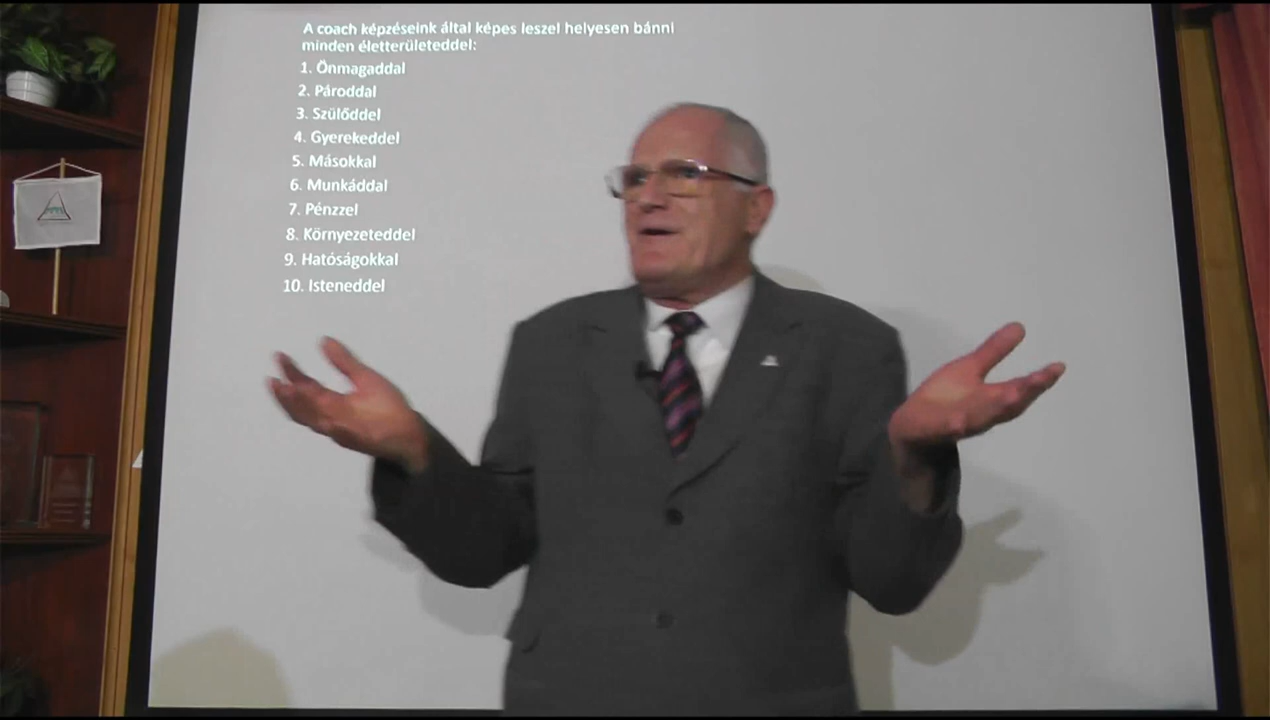 A coach képzéseink által képes leszel helyesen bánni
minden életterületeddel:
1. Önmagaddal
2. Pároddal
3. Szülőddel
4. Gyerekeddel
5. Másokkal
6. Munkáddal
7. Pénzzel
8. Környezeteddel
9. Hatóságokkal
10. Isteneddel